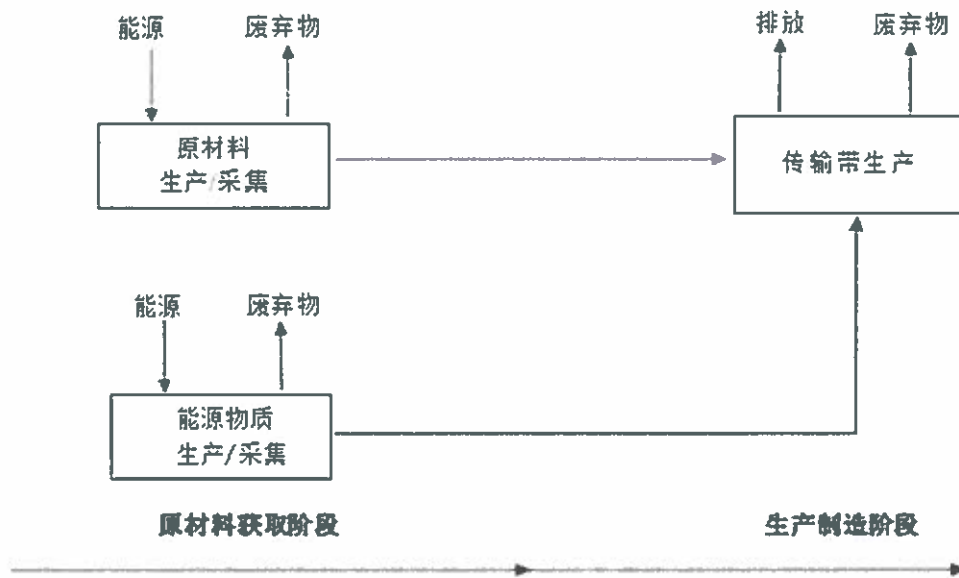 能源 废弃物 排放 废弃物
原材料
生产/采集
传输带生产
能源 废弃物
能源物质
生产/采集
原材料获取阶段 生产制造阶段